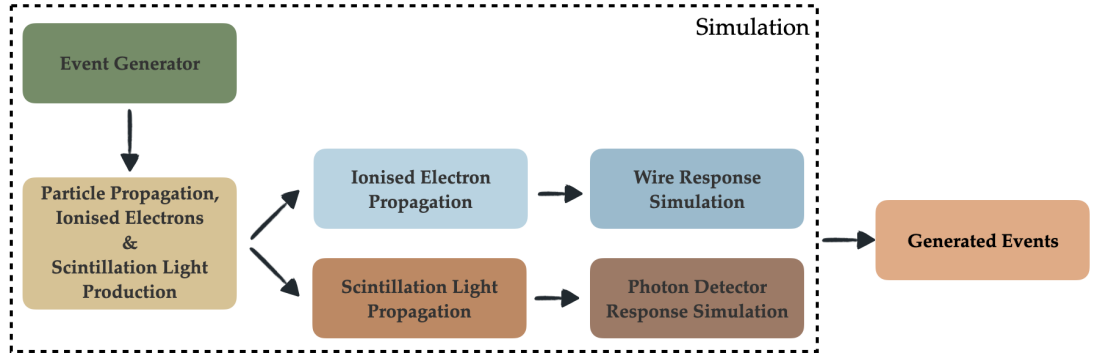 Simulation
Event Generator
Particle Propagation,
Ionised Electrons
&
Scintillation Light
Production
Ionised Electron
Propagation
Wire Response
Simulation
Scintillation Light
Propagation
Photon Detector
Response Simulation
Generated Events